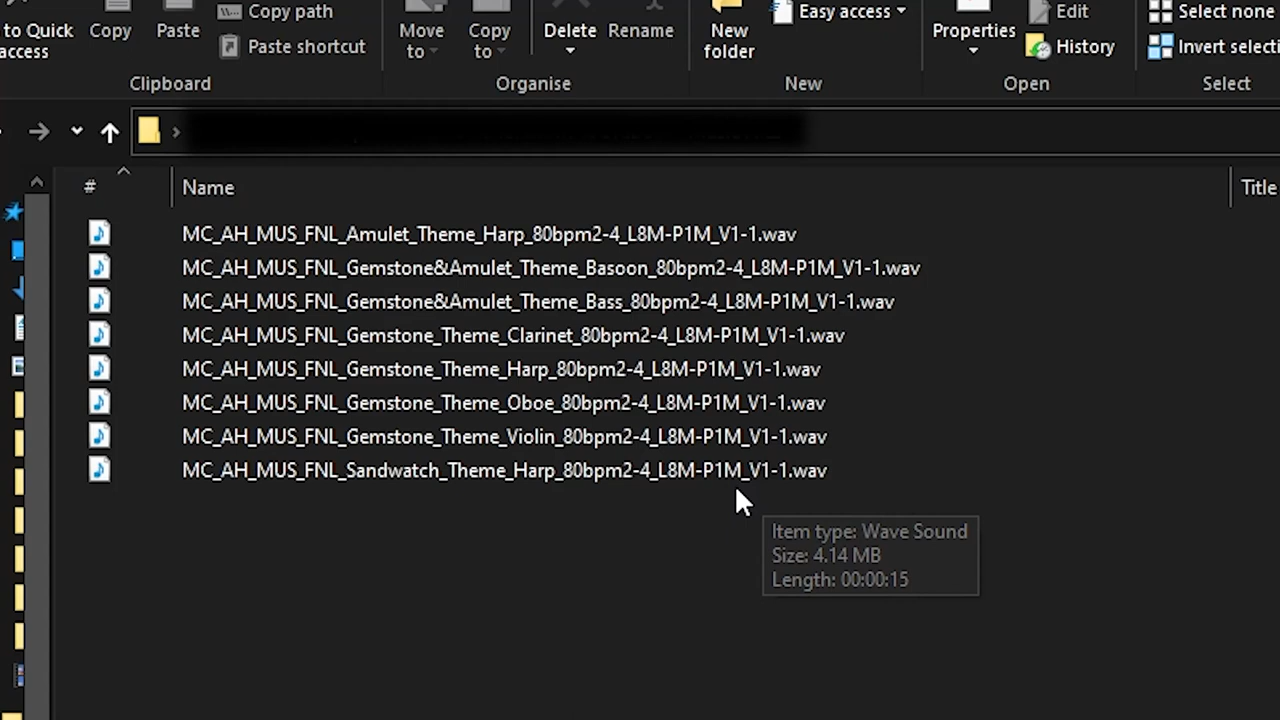 to Quick
access
Copy
Paste
Copy path
Paste shortcut
Move
to
Copy
to
Delete
Rename
New
folder
Easy access
Properties
Edit
History
Select none
Invert selecti
Clipboard
Organise
New
Open
Select
#
Name
Title
MC_AH_MUS_FNL_Amulet_Theme_Harp_80bpm2-4_L8M-P1M_V1-1.wav
MC_AH_MUS_FNL_Gemstone&Amulet_Theme_Basoon_80bpm2-4_L8M-P1M_V1-1.wav
MC_AH_MUS_FNL_Gemstone&Amulet_Theme_Bass_80bpm2-4_L8M-P1M_V1-1.wav
MC_AH_MUS_FNL_Gemstone_Theme_Clarinet_80bpm2-4_L8M-P1M_V1-1.wav
MC_AH_MUS_FNL_Gemstone_Theme_Harp_80bpm2-4_L8M-P1M_V1-1.wav
MC_AH_MUS_FNL_Gemstone_Theme_Oboe_80bpm2-4_L8M-P1M_V1-1.wav
MC_AH_MUS_FNL_Gemstone_Theme_Violin_80bpm2-4_L8M-P1M_V1-1.wav
MC_AH_MUS_FNL_Sandwatch_Theme_Harp_80bpm2-4_L8M-P1M_V1-1.wav
Item type: Wave Sound
Size: 4.14 MB
Length: 00:00:15